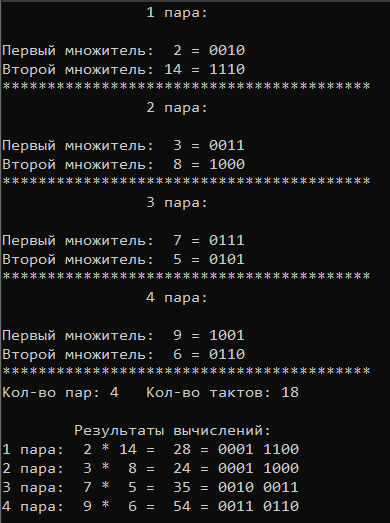 1 пара:
Первый множитель:  2 = 0010
Второй множитель: 14 = 1110
*****************************************
2 пара:
Первый множитель:  3 = 0011
Второй множитель:  8 = 1000
*****************************************
3 пара:
Первый множитель:  7 = 0111
Второй множитель:  5 = 0101
*****************************************
4 пара:
Первый множитель:  9 = 1001
Второй множитель:  6 = 0110
*****************************************
Кол-во пар: 4   Кол-во тактов: 18
Результаты вычислений:
1 пара:  2 * 14 =  28 = 0001 1100
2 пара:  3 *  8 =  24 = 0001 1000
3 пара:  7 *  5 =  35 = 0010 0011
4 пара:  9 *  6 =  54 = 0011 0110